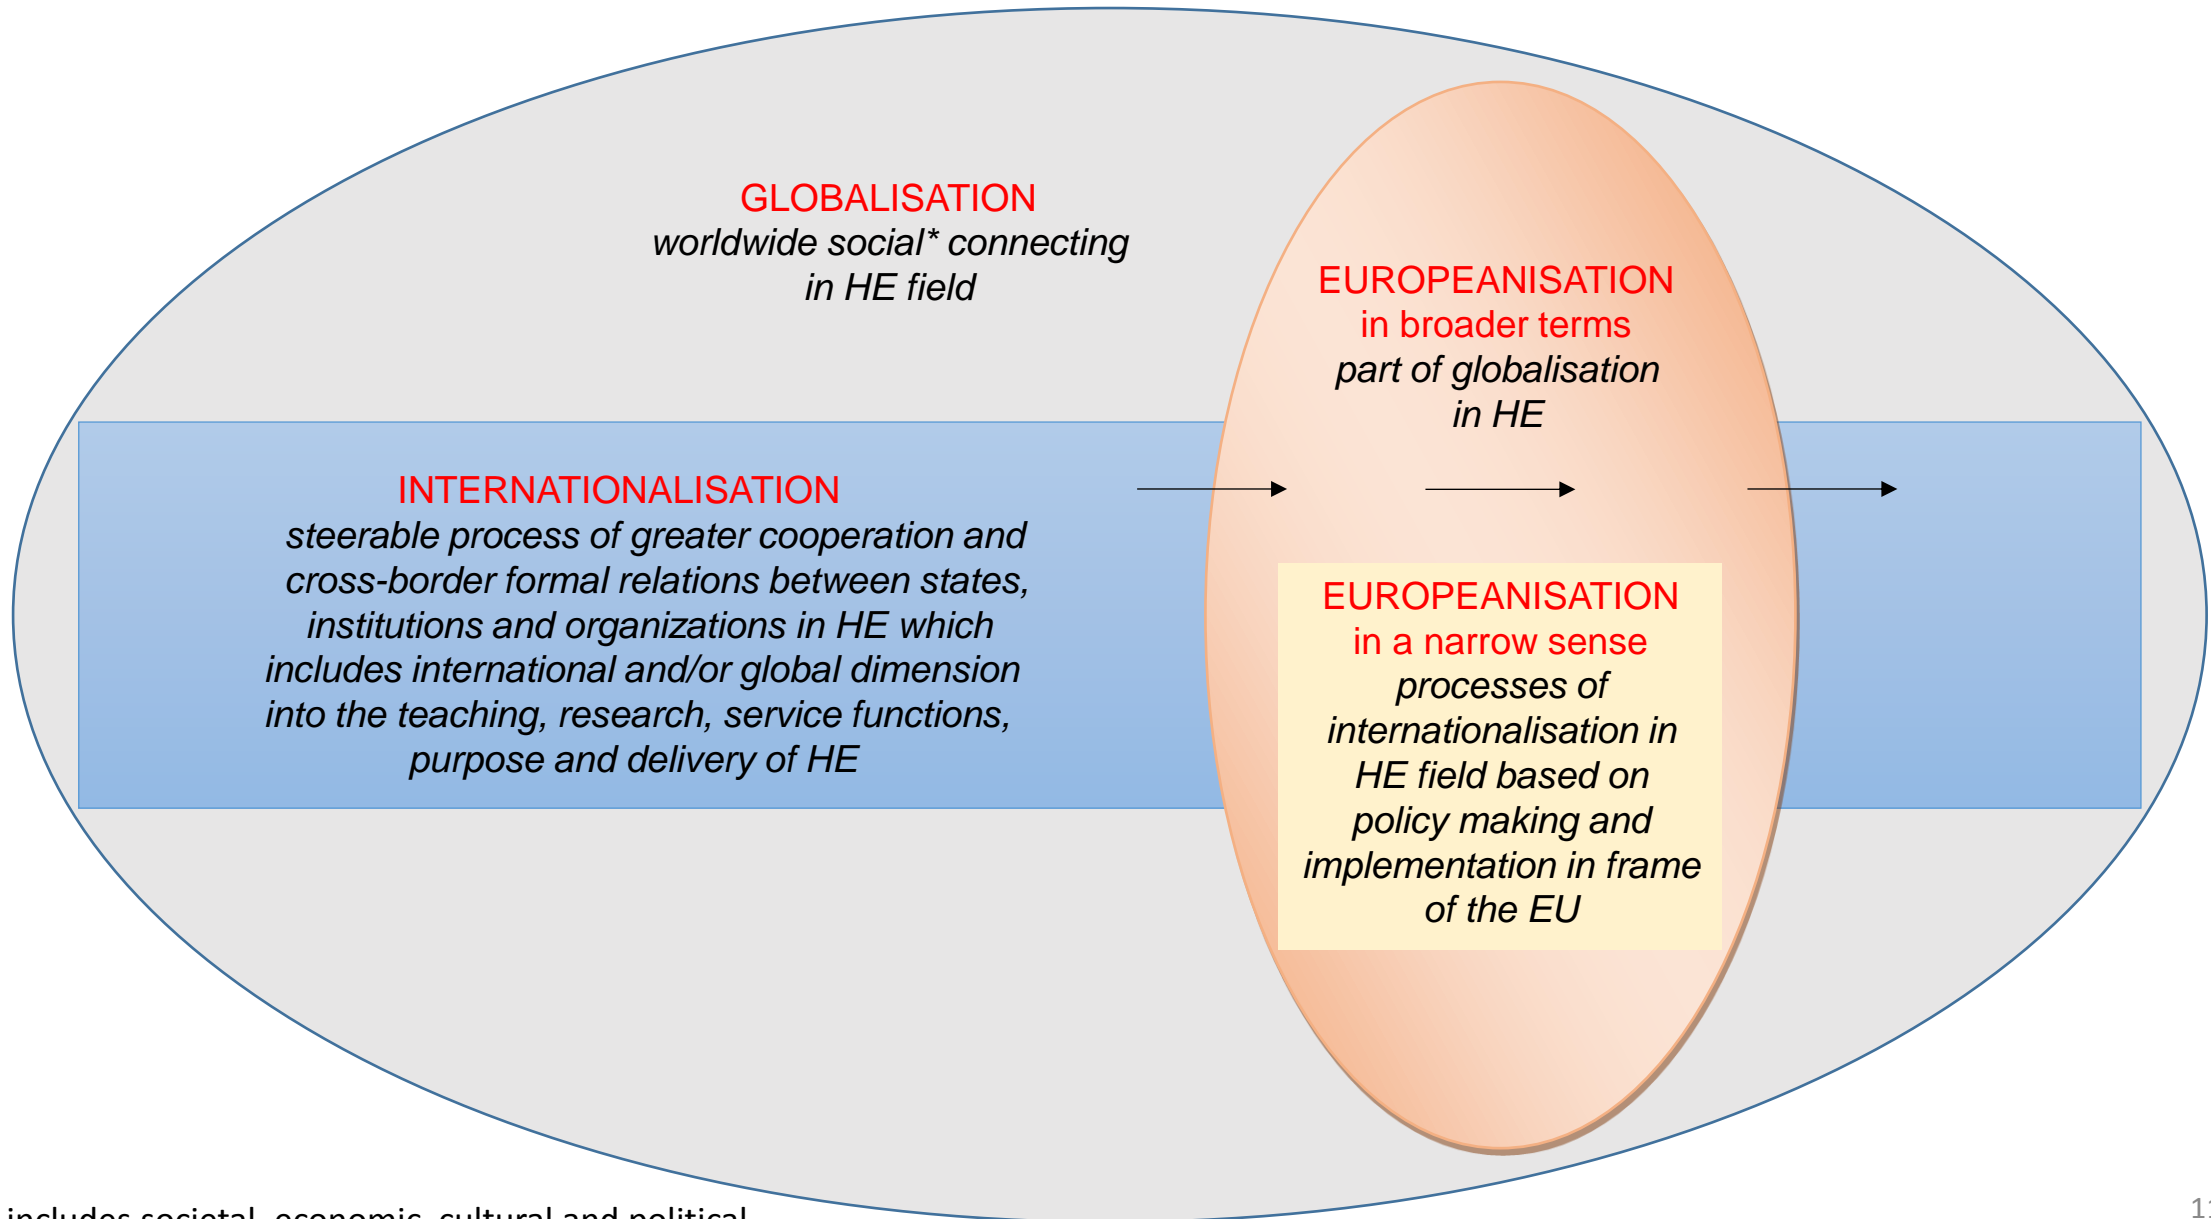 GLOBALISATION
worldwide social* connecting
in HE field
EUROPEANISATION
in broader terms
part of globalisation
in HE
INTERNATIONALISATION
steerable process of greater cooperation and
cross-border formal relations between states,
institutions and organizations in HE which
includes international and/or global dimension
into the teaching, research, service functions,
purpose and delivery of HE
EUROPEANISATION
in a narrow sense
processes of
internationalisation in
HE field based on
policy making and
implementation in frame
of the EU
includes societal, economic, cultural and political